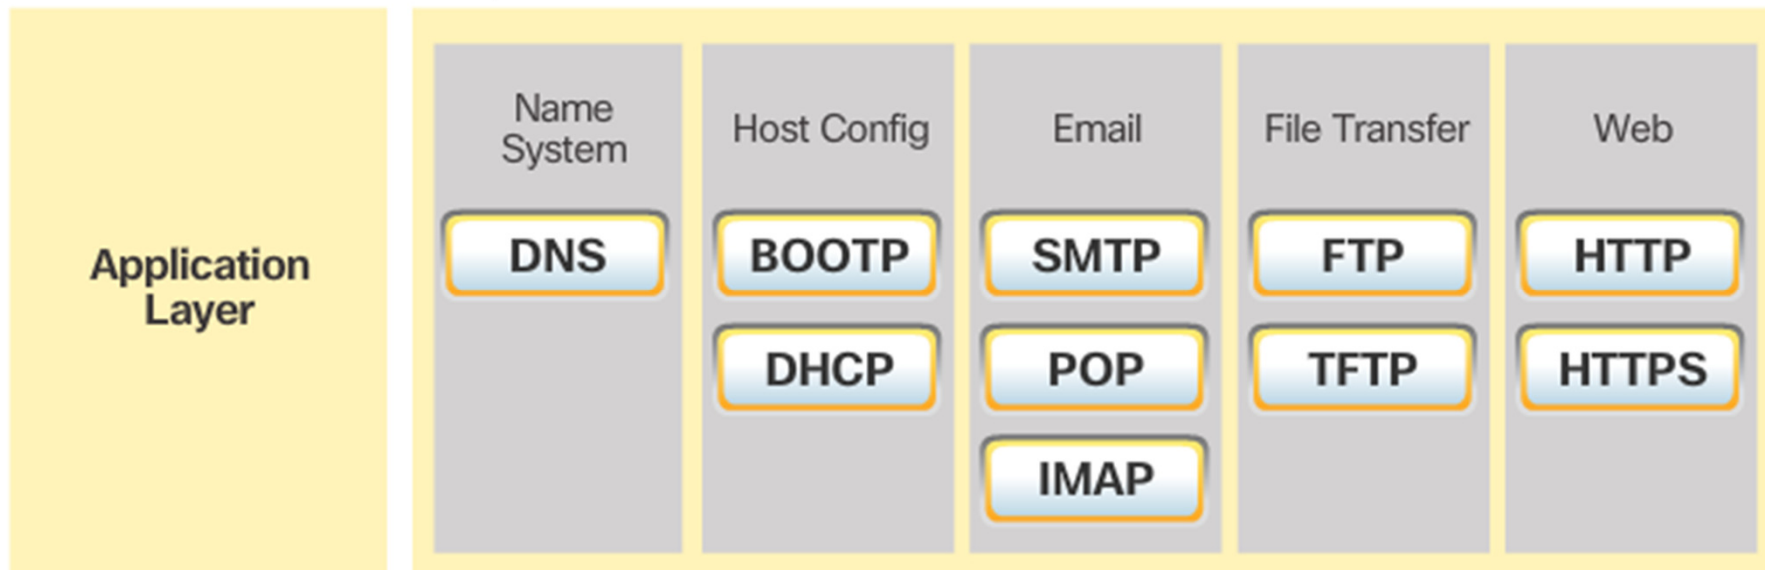 Application
Layer
Name
System
DNS
Host Config
BOOTP
DHCP
Email
SMTP
POP
IMAP
File Transfer
FTP
TFTP
Web
HTTP
HTTPS